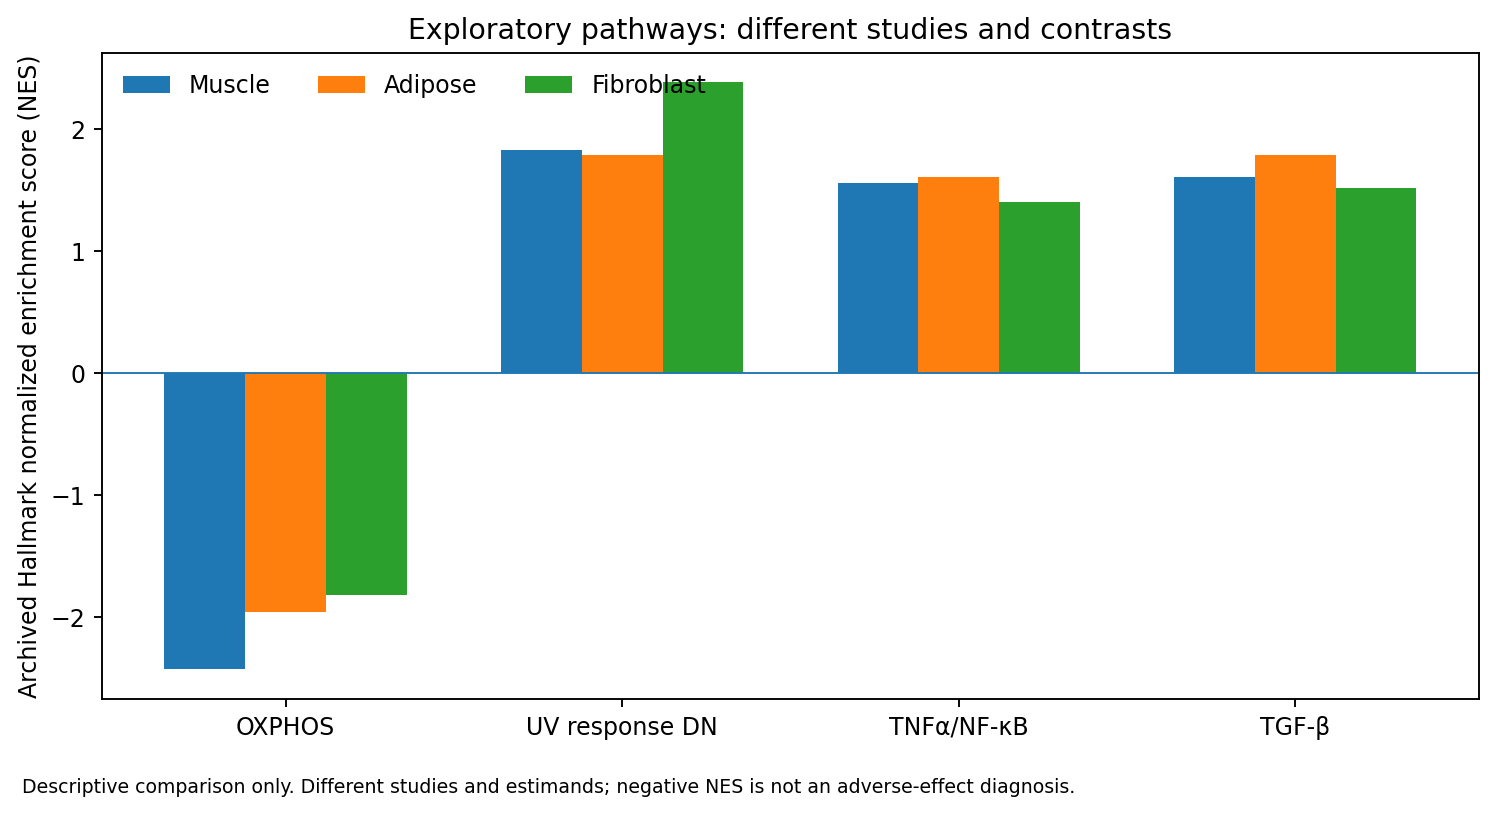 Exploratory pathways: different studies and contrasts
Archived Hallmark normalized enrichment score (NES)
Muscle
Adipose
Fibroblast
2
1
0
−1
−2
OXPHOS
UV response DN
TNFα/NF-κB
TGF-β
Descriptive comparison only. Different studies and estimands; negative NES is not an adverse-effect diagnosis.